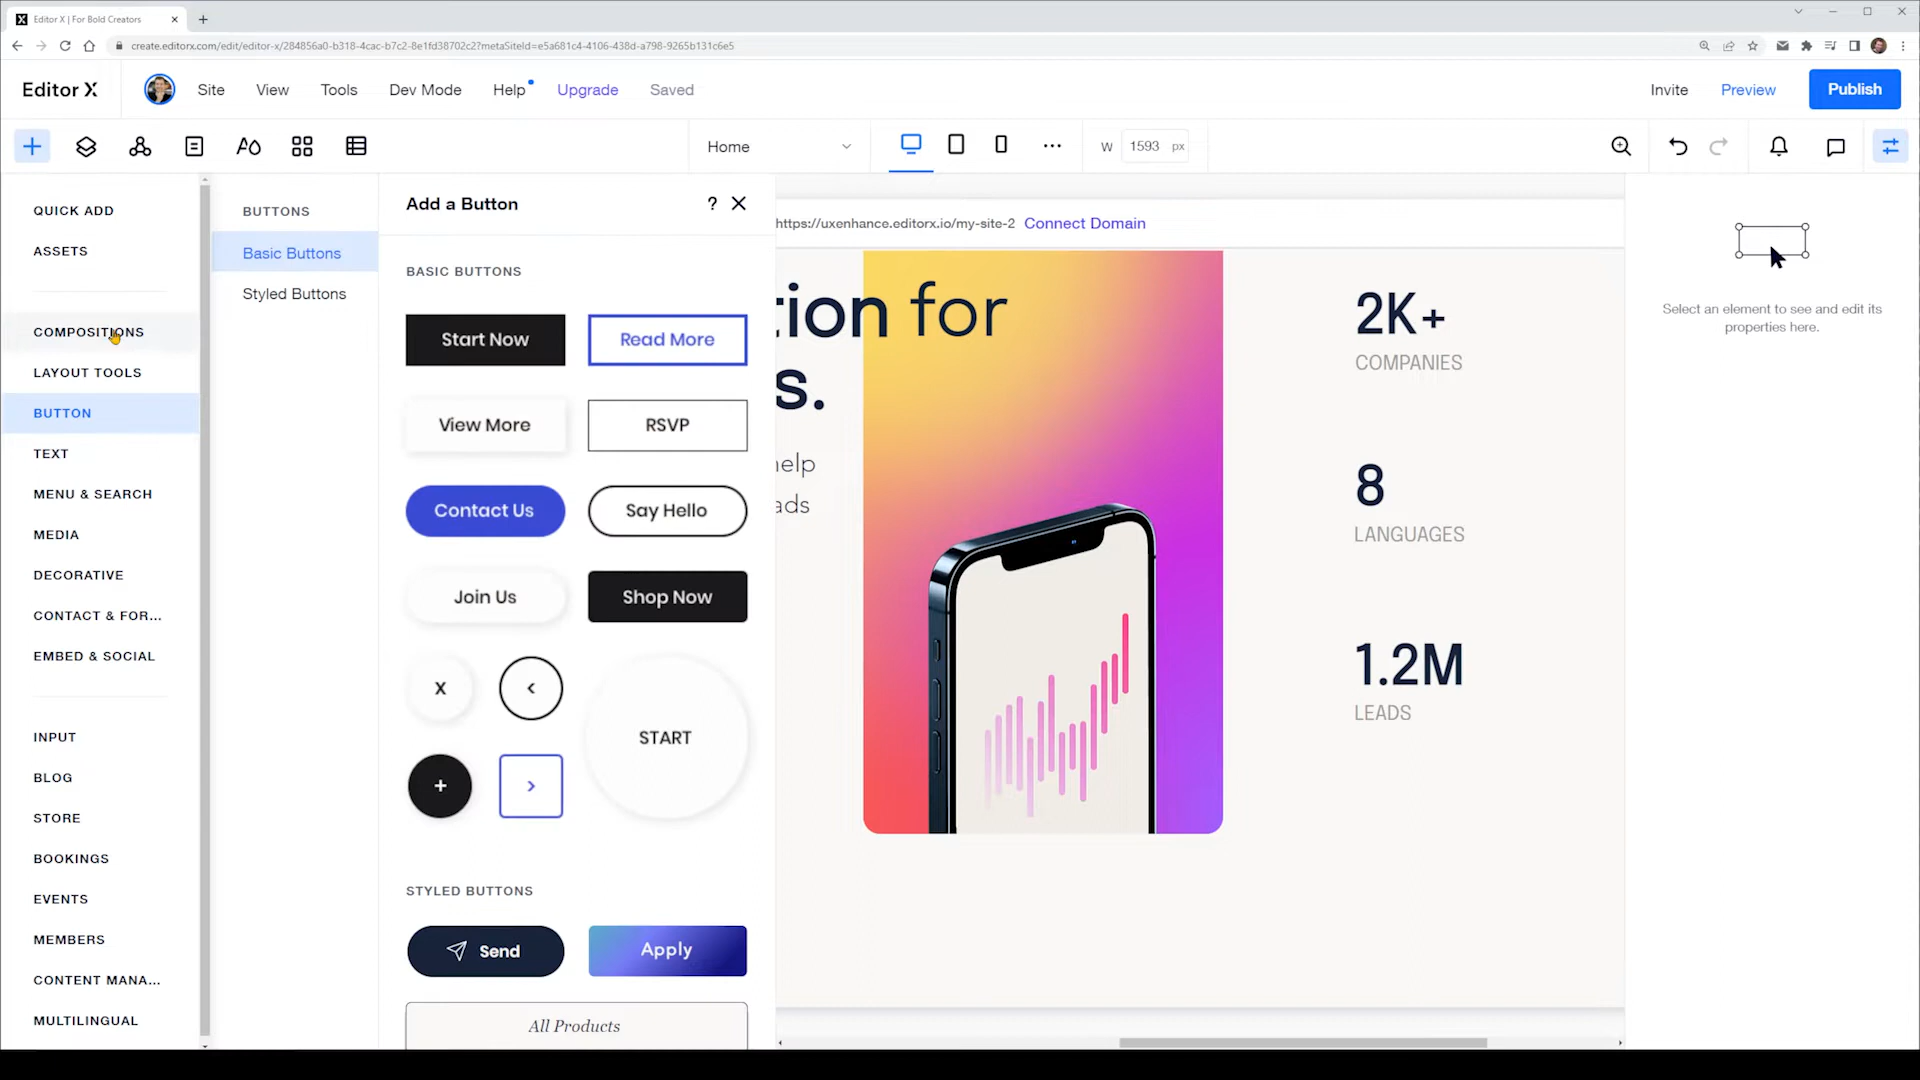 Editor X | For Bold Creators
create.editorx.com/edit/editor-x/284856a0-b318-4cac-b7c2-8e1fd38702c2?metaSiteId=e5a681c4-4106-438d-a798-9265b131c6e5
Editor X
Site
View
Tools
Dev Mode
Help
Upgrade
Saved
Invite
Preview
Publish
Home
W 1593 px
QUICK ADD
ASSETS
COMPOSITIONS
LAYOUT TOOLS
BUTTON
TEXT
MENU & SEARCH
MEDIA
DECORATIVE
CONTACT & FOR...
EMBED & SOCIAL
INPUT
BLOG
STORE
BOOKINGS
EVENTS
MEMBERS
CONTENT MANA...
MULTILINGUAL
BUTTONS
Basic Buttons
Styled Buttons
Add a Button
?
BASIC BUTTONS
Start Now
Read More
View More
RSVP
Contact Us
Say Hello
Join Us
Shop Now
X
<
START
+
>
STYLED BUTTONS
Send
Apply
All Products
https://uxenhance.editorx.io/my-site-2 Connect Domain
tion for
s.
help
ads
2K+
COMPANIES
8
LANGUAGES
1.2M
LEADS
Select an element to see and edit its
properties here.